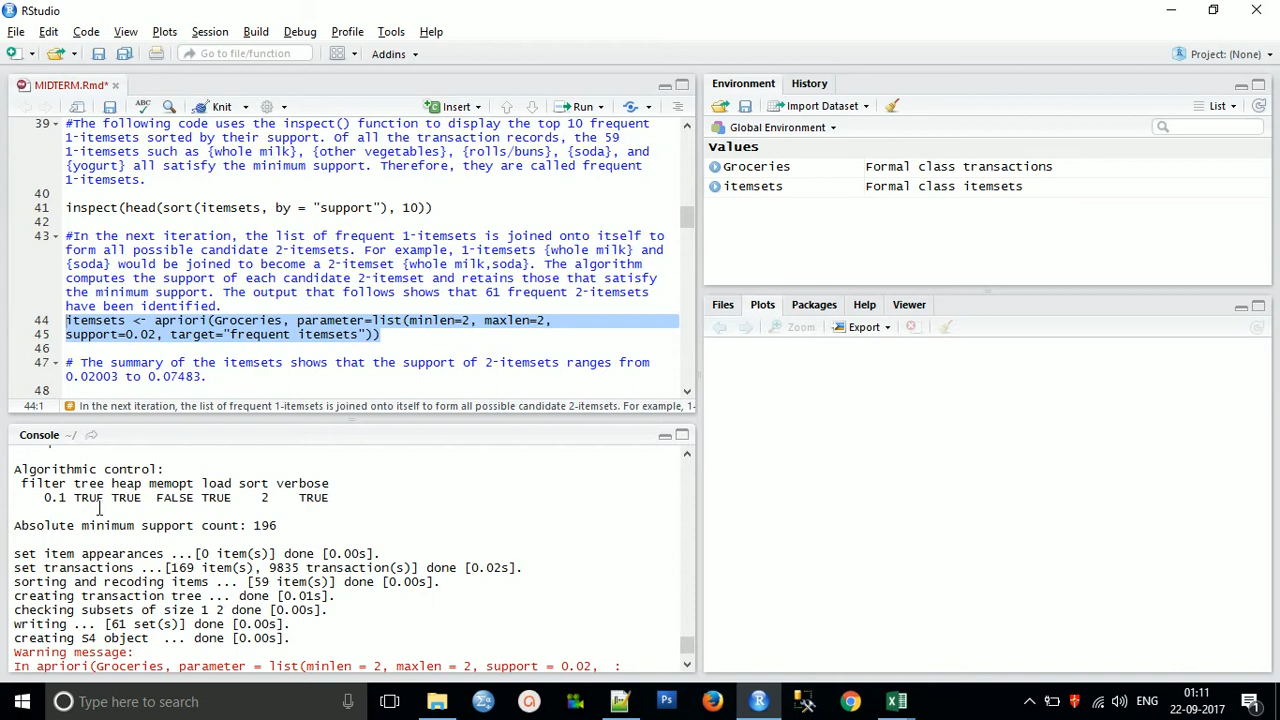 RStudio
File Edit Code View Plots Session Build Debug Profile Tools Help
Go to file/function
Addins
Project: (None)
MIDTERM.Rmd*
Knit
Insert
Run
39 #The following code uses the inspect() function to display the top 10 frequent
1-itemsets sorted by their support. Of all the transaction records, the 59
1-itemsets such as {whole milk}, {other vegetables}, {rolls/buns}, {soda}, and
{yogurt} all satisfy the minimum support. Therefore, they are called frequent
1-itemsets.
40
41 inspect(head(sort(itemsets, by = "support"), 10))
42
43 #In the next iteration, the list of frequent 1-itemsets is joined onto itself to
form all possible candidate 2-itemsets. For example, 1-itemsets {whole milk} and
{soda} would be joined to become a 2-itemset {whole milk,soda}. The algorithm
computes the support of each candidate 2-itemset and retains those that satisfy
the minimum support. The output that follows shows that 61 frequent 2-itemsets
have been identified.
44 itemsets <- apriori(Groceries, parameter=list(minlen=2, maxlen=2,
45 support=0.02, target="frequent itemsets"))
46
47 # The summary of the itemsets shows that the support of 2-itemsets ranges from
0.02003 to 0.07483.
48
44:1 In the next iteration, the list of frequent 1-itemsets is joined onto itself to form all possible candidate 2-itemsets. For example, 1-
Console ~/
Algorithmic control:
filter tree heap memopt load sort verbose
0.1 TRUE TRUE FALSE TRUE 2 TRUE
Absolute minimum support count: 196
set item appearances ...[0 item(s)] done [0.00s].
set transactions ...[169 item(s), 9835 transaction(s)] done [0.02s].
sorting and recoding items ... [59 item(s)] done [0.00s].
creating transaction tree ... done [0.01s].
checking subsets of size 1 2 done [0.00s].
writing ... [61 set(s)] done [0.00s].
creating S4 object ... done [0.00s].
Warning message:
In apriori(Groceries, parameter = list(minlen = 2, maxlen = 2, support = 0.02, :
Environment History
Import Dataset
List
Global Environment
Values
Groceries Formal class transactions
itemsets Formal class itemsets
Files Plots Packages Help Viewer
Zoom Export
Type here to search
ENG
01:11
22-09-2017
1